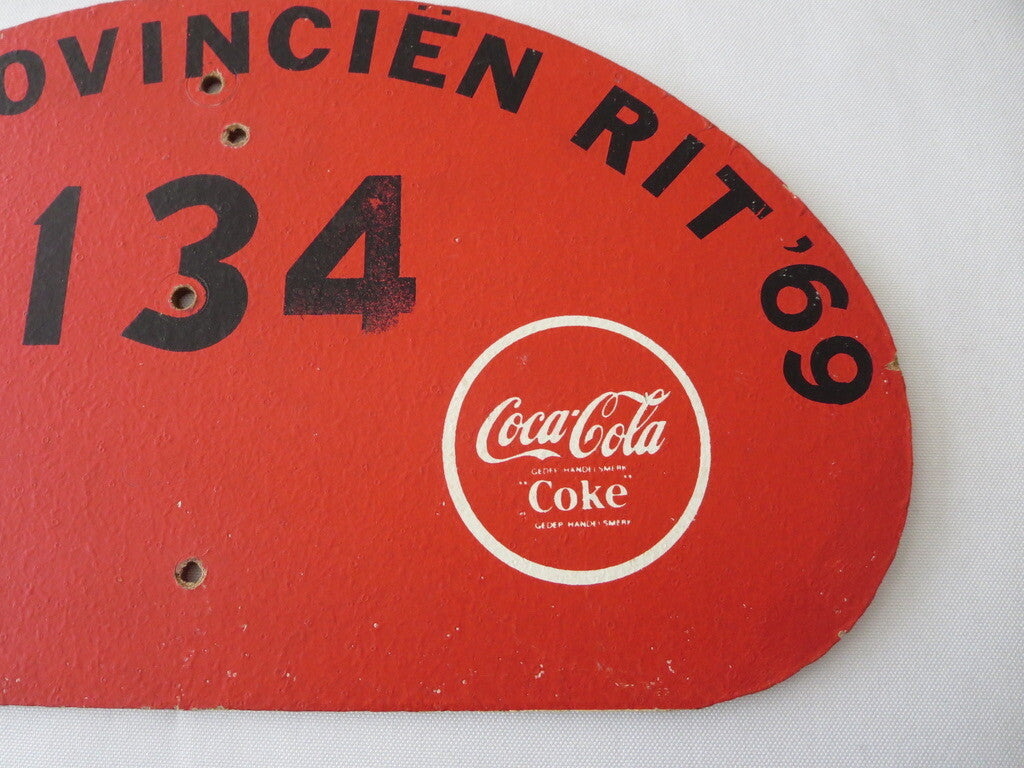 OVINCIËN RIT '69
134
Coca-Cola
GEDEP. HANDELSMERK
"Coke"
GEDEP. HANDELSMERK